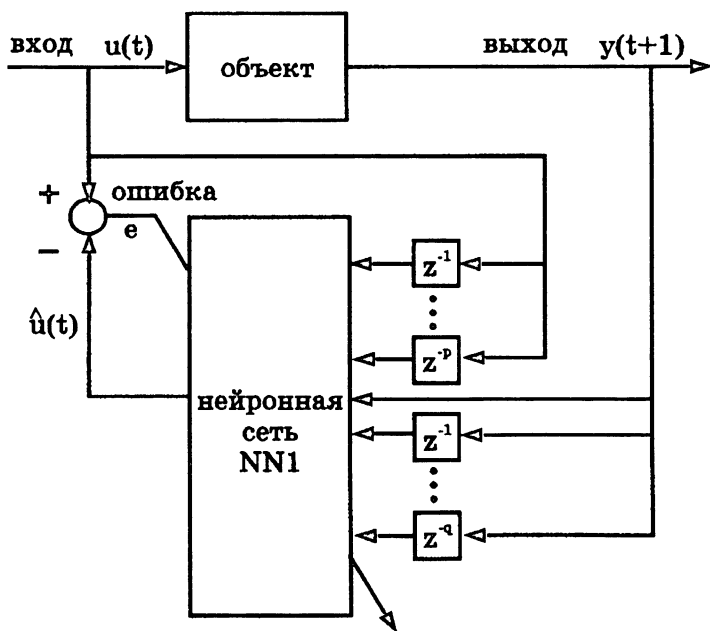 вход u(t)
объект
выход y(t+1)
+
ошибка
e
−
û(t)
z⁻¹
z⁻ᵖ
нейронная
сеть
NN1
z⁻¹
z⁻q